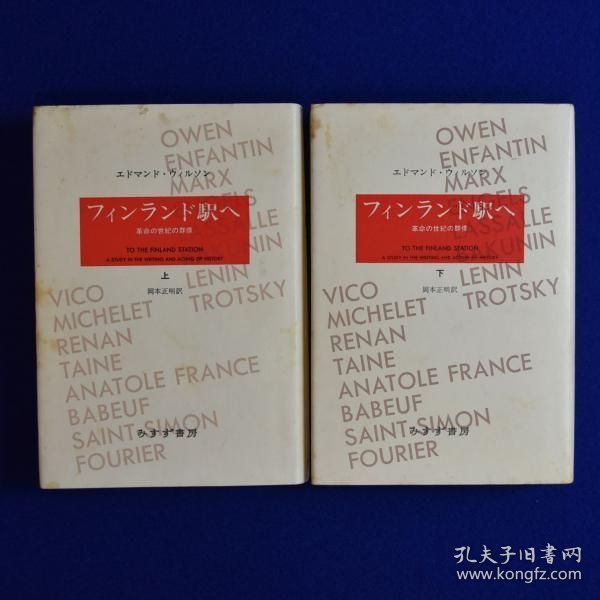 OWEN
ENFANTIN
エドマンド・ウィルソン
MARX
フィンランド駅へ
革命の世紀の群像
TO THE FINLAND STATION
A STUDY IN THE WRITING AND ACTING OF HISTORY
上
LENIN
岡本正明訳
TROTSKY
VICO
MICHELET
RENAN
TAINE
ANATOLE FRANCE
BABEUF
SAINT-SIMON
みすず書房
FOURIER
OWEN
ENFANTIN
エドマンド・ウィルソン
MARX
フィンランド駅へ
革命の世紀の群像
TO THE FINLAND STATION
A STUDY IN THE WRITING AND ACTING OF HISTORY
下
LENIN
岡本正明訳
TROTSKY
VICO
MICHELET
RENAN
TAINE
ANATOLE FRANCE
BABEUF
SAINT-SIMON
みすず書房
FOURIER
孔夫子旧书网
www.kongfz.com